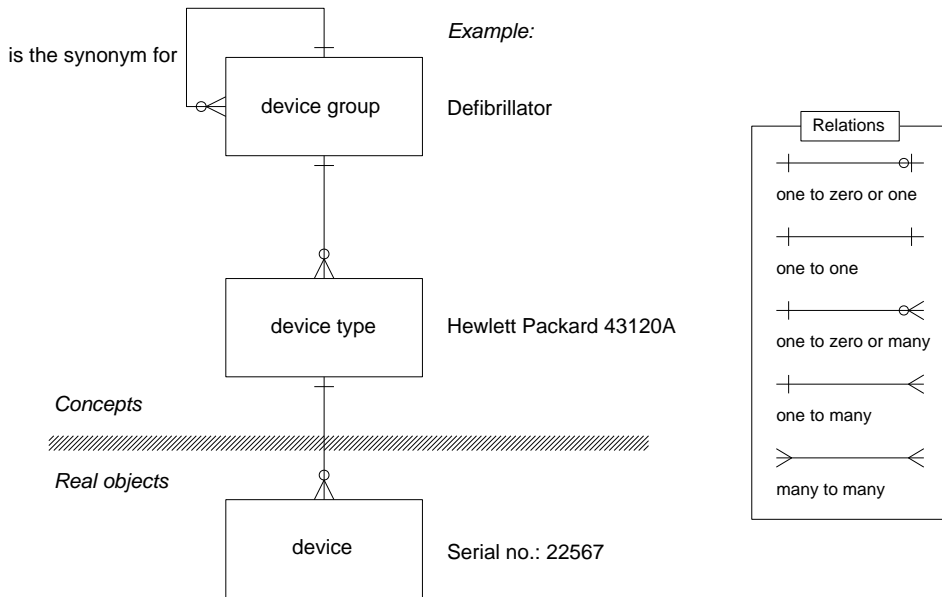 Example:
is the synonym for
device group
Defibrillator
device type
Hewlett Packard 43120A
Concepts
Real objects
device
Serial no.: 22567
Relations
one to zero or one
one to one
one to zero or many
one to many
many to many